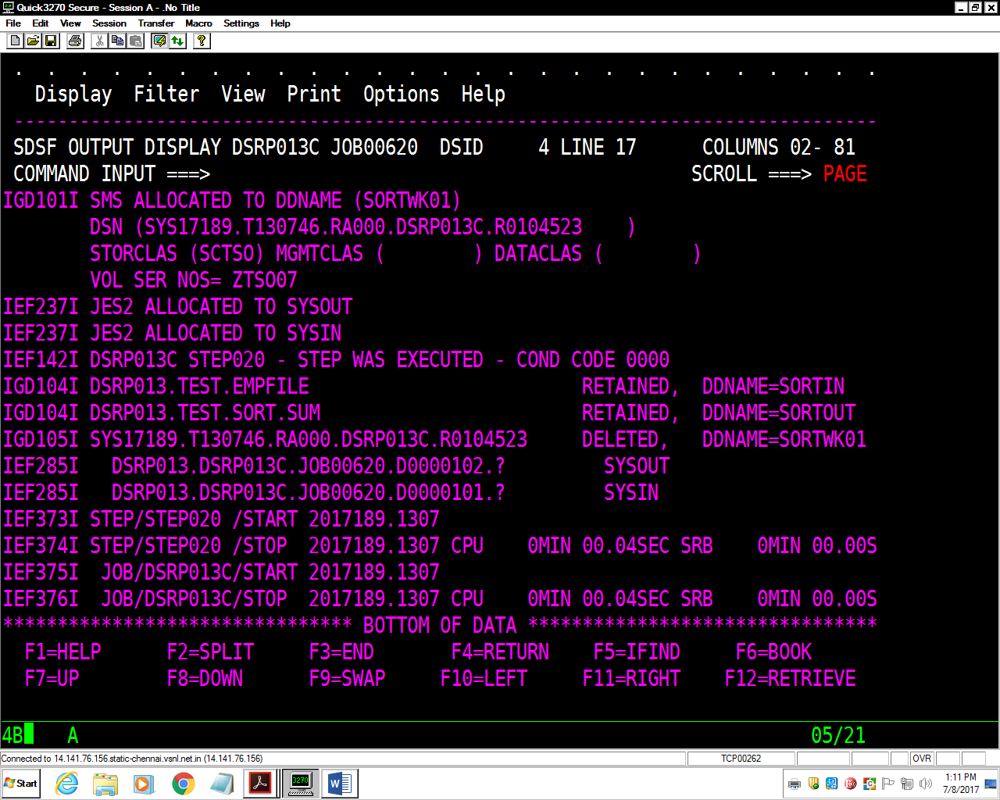 Quick3270 Secure - Session A - .No Title
File Edit View Session Transfer Macro Settings Help
. . . . . . . . . . . . . . . . . . . . . . . . . . .
Display Filter View Print Options Help
-------------------------------------------------------------------------------
SDSF OUTPUT DISPLAY DSRP013C JOB00620 DSID 4 LINE 17 COLUMNS 02- 81
COMMAND INPUT ===> SCROLL ===> PAGE
IGD101I SMS ALLOCATED TO DDNAME (SORTWK01)
DSN (SYS17189.T130746.RA000.DSRP013C.R0104523 )
STORCLAS (SCTSO) MGMTCLAS ( ) DATACLAS ( )
VOL SER NOS= ZTSO07
IEF237I JES2 ALLOCATED TO SYSOUT
IEF237I JES2 ALLOCATED TO SYSIN
IEF142I DSRP013C STEP020 - STEP WAS EXECUTED - COND CODE 0000
IGD104I DSRP013.TEST.EMPFILE RETAINED, DDNAME=SORTIN
IGD104I DSRP013.TEST.SORT.SUM RETAINED, DDNAME=SORTOUT
IGD105I SYS17189.T130746.RA000.DSRP013C.R0104523 DELETED, DDNAME=SORTWK01
IEF285I DSRP013.DSRP013C.JOB00620.D0000102.? SYSOUT
IEF285I DSRP013.DSRP013C.JOB00620.D0000101.? SYSIN
IEF373I STEP/STEP020 /START 2017189.1307
IEF374I STEP/STEP020 /STOP 2017189.1307 CPU 0MIN 00.04SEC SRB 0MIN 00.00S
IEF375I JOB/DSRP013C/START 2017189.1307
IEF376I JOB/DSRP013C/STOP 2017189.1307 CPU 0MIN 00.04SEC SRB 0MIN 00.00S
******************************** BOTTOM OF DATA ********************************
F1=HELP F2=SPLIT F3=END F4=RETURN F5=IFIND F6=BOOK
F7=UP F8=DOWN F9=SWAP F10=LEFT F11=RIGHT F12=RETRIEVE
4B A 05/21
Connected to 14.141.76.156.static-chennai.vsnl.net.in (14.141.76.156) TCP00262 OVR
Start 3270 1:11 PM
7/8/2017